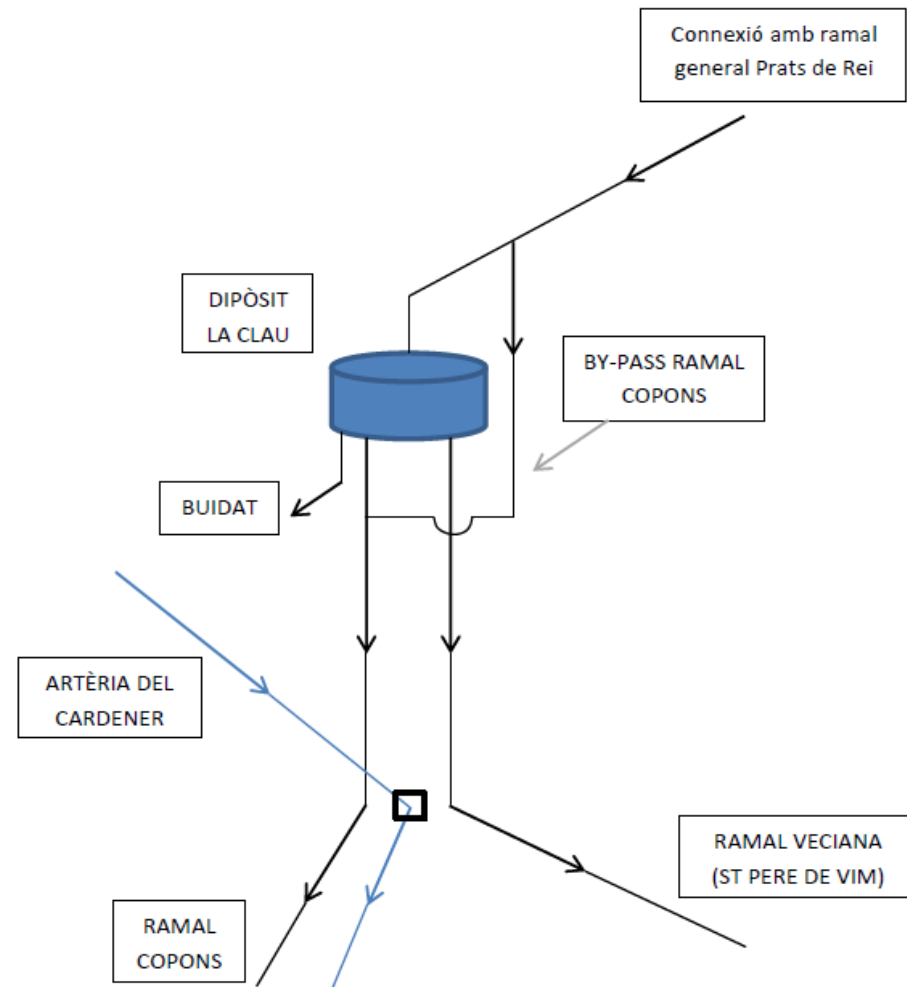 Connexió amb ramal
general Prats de Rei
DIPÒSIT
LA CLAU
BY-PASS RAMAL
COPONS
BUIDAT
ARTÈRIA DEL
CARDENER
RAMAL VECIANA
(ST PERE DE VIM)
RAMAL
COPONS